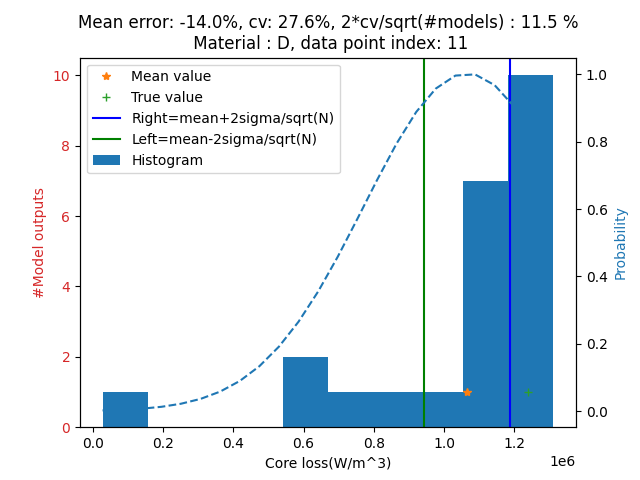 Mean error: -14.0%, cv: 27.6%, 2*cv/sqrt(#models) : 11.5 %
Material : D, data point index: 11
Mean value
True value
Right=mean+2sigma/sqrt(N)
Left=mean-2sigma/sqrt(N)
Histogram
#Model outputs
10
8
6
4
2
0
Probability
1.0
0.8
0.6
0.4
0.2
0.0
0.0 0.2 0.4 0.6 0.8 1.0 1.2
1e6
Core loss(W/m^3)